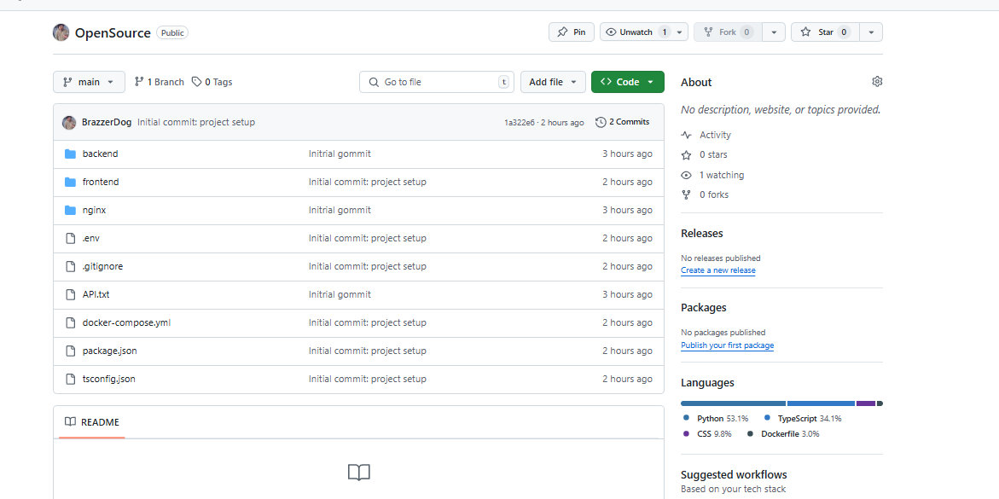 OpenSource Public Pin Unwatch 1 Fork 0 Star 0
main 1 Branch 0 Tags Go to file t Add file Code
BrazzerDog Initial commit: project setup 1a322e6 · 2 hours ago 2 Commits
backend Initrial gommit 3 hours ago
frontend Initial commit: project setup 2 hours ago
nginx Initrial gommit 3 hours ago
.env Initial commit: project setup 2 hours ago
.gitignore Initial commit: project setup 2 hours ago
API.txt Initrial gommit 3 hours ago
docker-compose.yml Initial commit: project setup 2 hours ago
package.json Initial commit: project setup 2 hours ago
tsconfig.json Initial commit: project setup 2 hours ago
README
About
No description, website, or topics provided.
Activity
0 stars
1 watching
0 forks
Releases
No releases published
Create a new release
Packages
No packages published
Publish your first package
Languages
Python 53.1% TypeScript 34.1%
CSS 9.8% Dockerfile 3.0%
Suggested workflows
Based on your tech stack